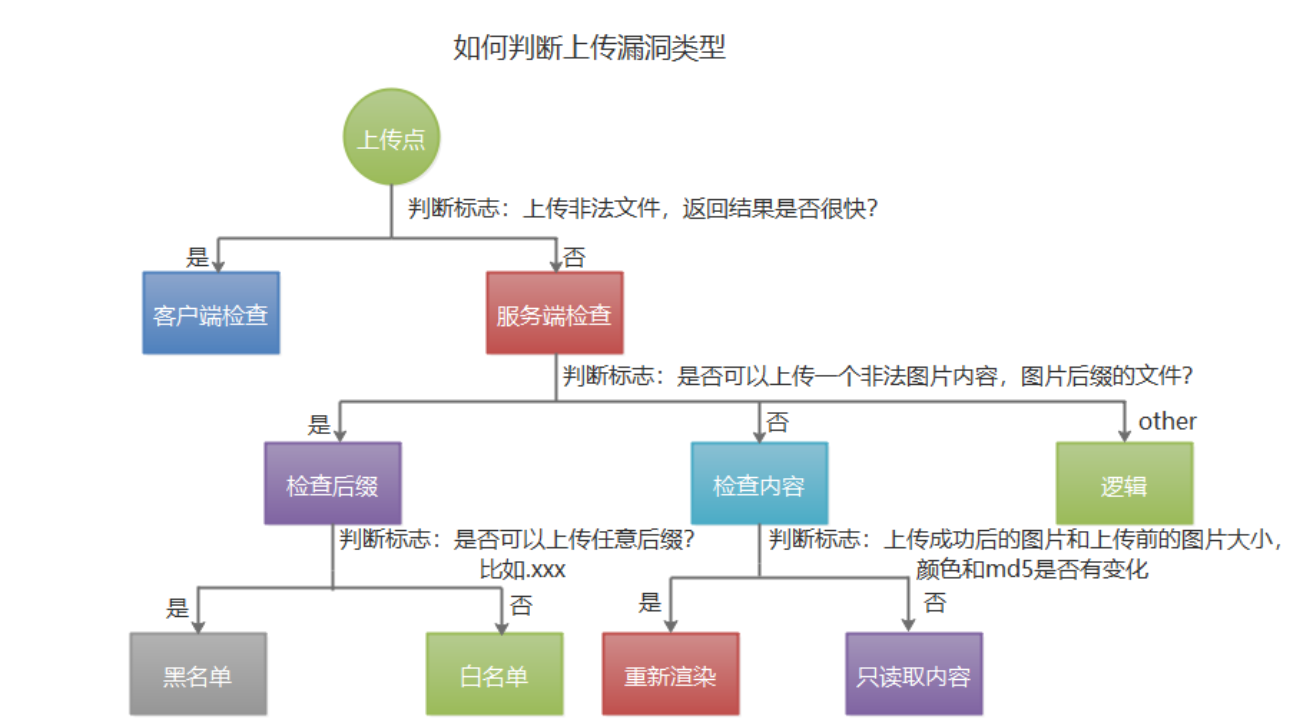 如何判断上传漏洞类型
上传点
判断标志：上传非法文件，返回结果是否很快？
是
否
客户端检查
服务端检查
判断标志：是否可以上传一个非法图片内容，图片后缀的文件？
是
否
other
检查后缀
检查内容
逻辑
判断标志：是否可以上传任意后缀？
比如.xxx
判断标志：上传成功后的图片和上传前的图片大小，
颜色和md5是否有变化
是
否
是
否
黑名单
白名单
重新渲染
只读取内容